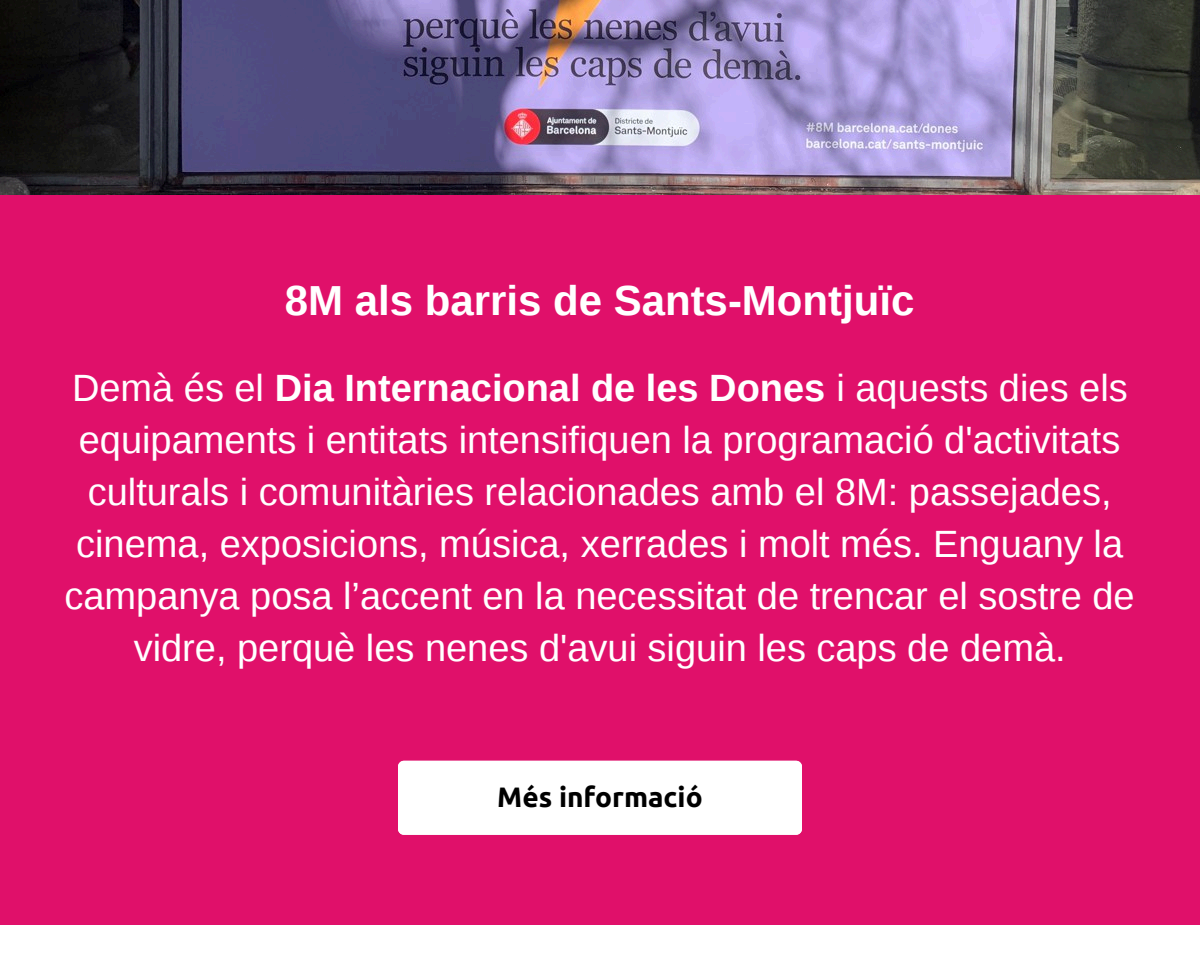 perquè les nenes d’avui
siguin les caps de demà.
Ajuntament de
Barcelona
Districte de
Sants-Montjuïc
#8M barcelona.cat/dones
barcelona.cat/sants-montjuic
8M als barris de Sants-Montjuïc
Demà és el Dia Internacional de les Dones i aquests dies els
equipaments i entitats intensifiquen la programació d'activitats
culturals i comunitàries relacionades amb el 8M: passejades,
cinema, exposicions, música, xerrades i molt més. Enguany la
campanya posa l’accent en la necessitat de trencar el sostre de
vidre, perquè les nenes d'avui siguin les caps de demà.
Més informació